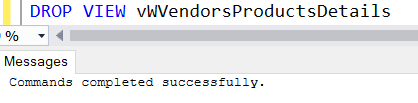 DROP VIEW vWVendorsProductsDetails
%
Messages
Commands completed successfully.